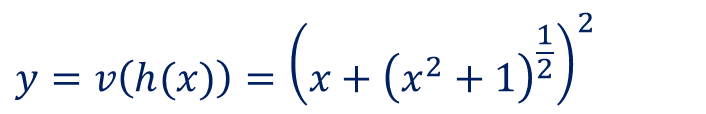 y = v(h(x)) = (x + (x² + 1)^{1/2})²